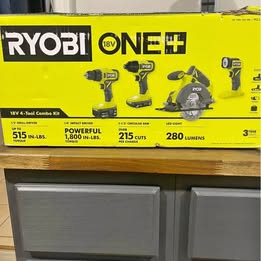 RYOBI 18V ONE+
18V 4-Tool Combo Kit
1/2" DRILL/DRIVER
UP TO
515 IN-LBS.
TORQUE
1/4" IMPACT DRIVER
POWERFUL
1,800 IN-LBS.
TORQUE
5 1/2" CIRCULAR SAW
OVER
215 CUTS
PER CHARGE
LED LIGHT
280 LUMENS
3 YEAR